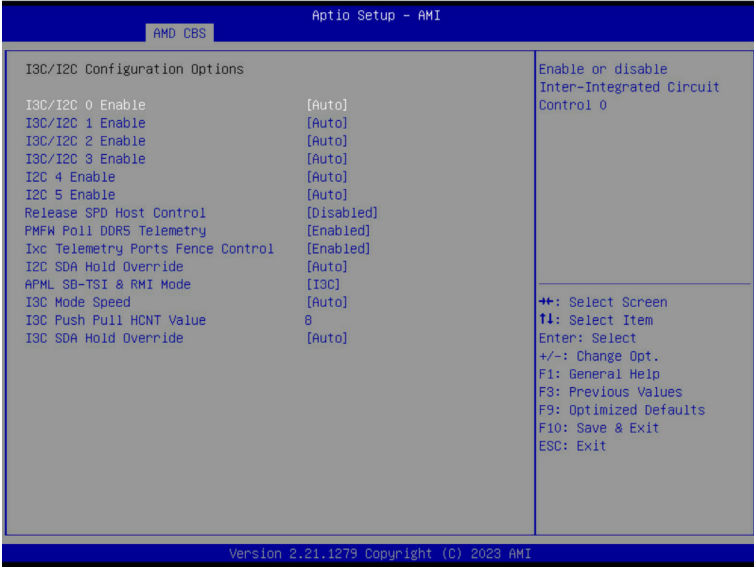 Aptio Setup - AMI
AMD CBS
I3C/I2C Configuration Options
I3C/I2C 0 Enable [Auto]
I3C/I2C 1 Enable [Auto]
I3C/I2C 2 Enable [Auto]
I3C/I2C 3 Enable [Auto]
I2C 4 Enable [Auto]
I2C 5 Enable [Auto]
Release SPD Host Control [Disabled]
PMFW Poll DDR5 Telemetry [Enabled]
Ixc Telemetry Ports Fence Control [Enabled]
I2C SDA Hold Override [Auto]
APML SB-TSI & RMI Mode [I3C]
I3C Mode Speed [Auto]
I3C Push Pull HCNT Value 8
I3C SDA Hold Override [Auto]
Enable or disable
Inter-Integrated Circuit
Control 0
→←: Select Screen
↑↓: Select Item
Enter: Select
+/-: Change Opt.
F1: General Help
F3: Previous Values
F9: Optimized Defaults
F10: Save & Exit
ESC: Exit
Version 2.21.1279 Copyright (C) 2023 AMI